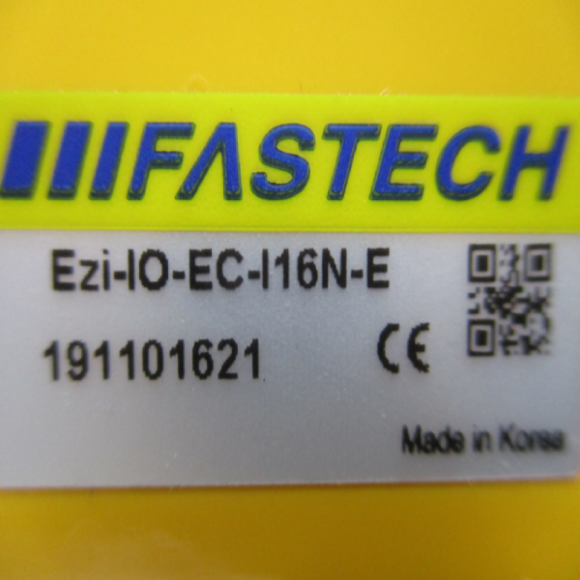 FASTECH
Ezi-IO-EC-I16N-E
191101621
CE
Made in Korea